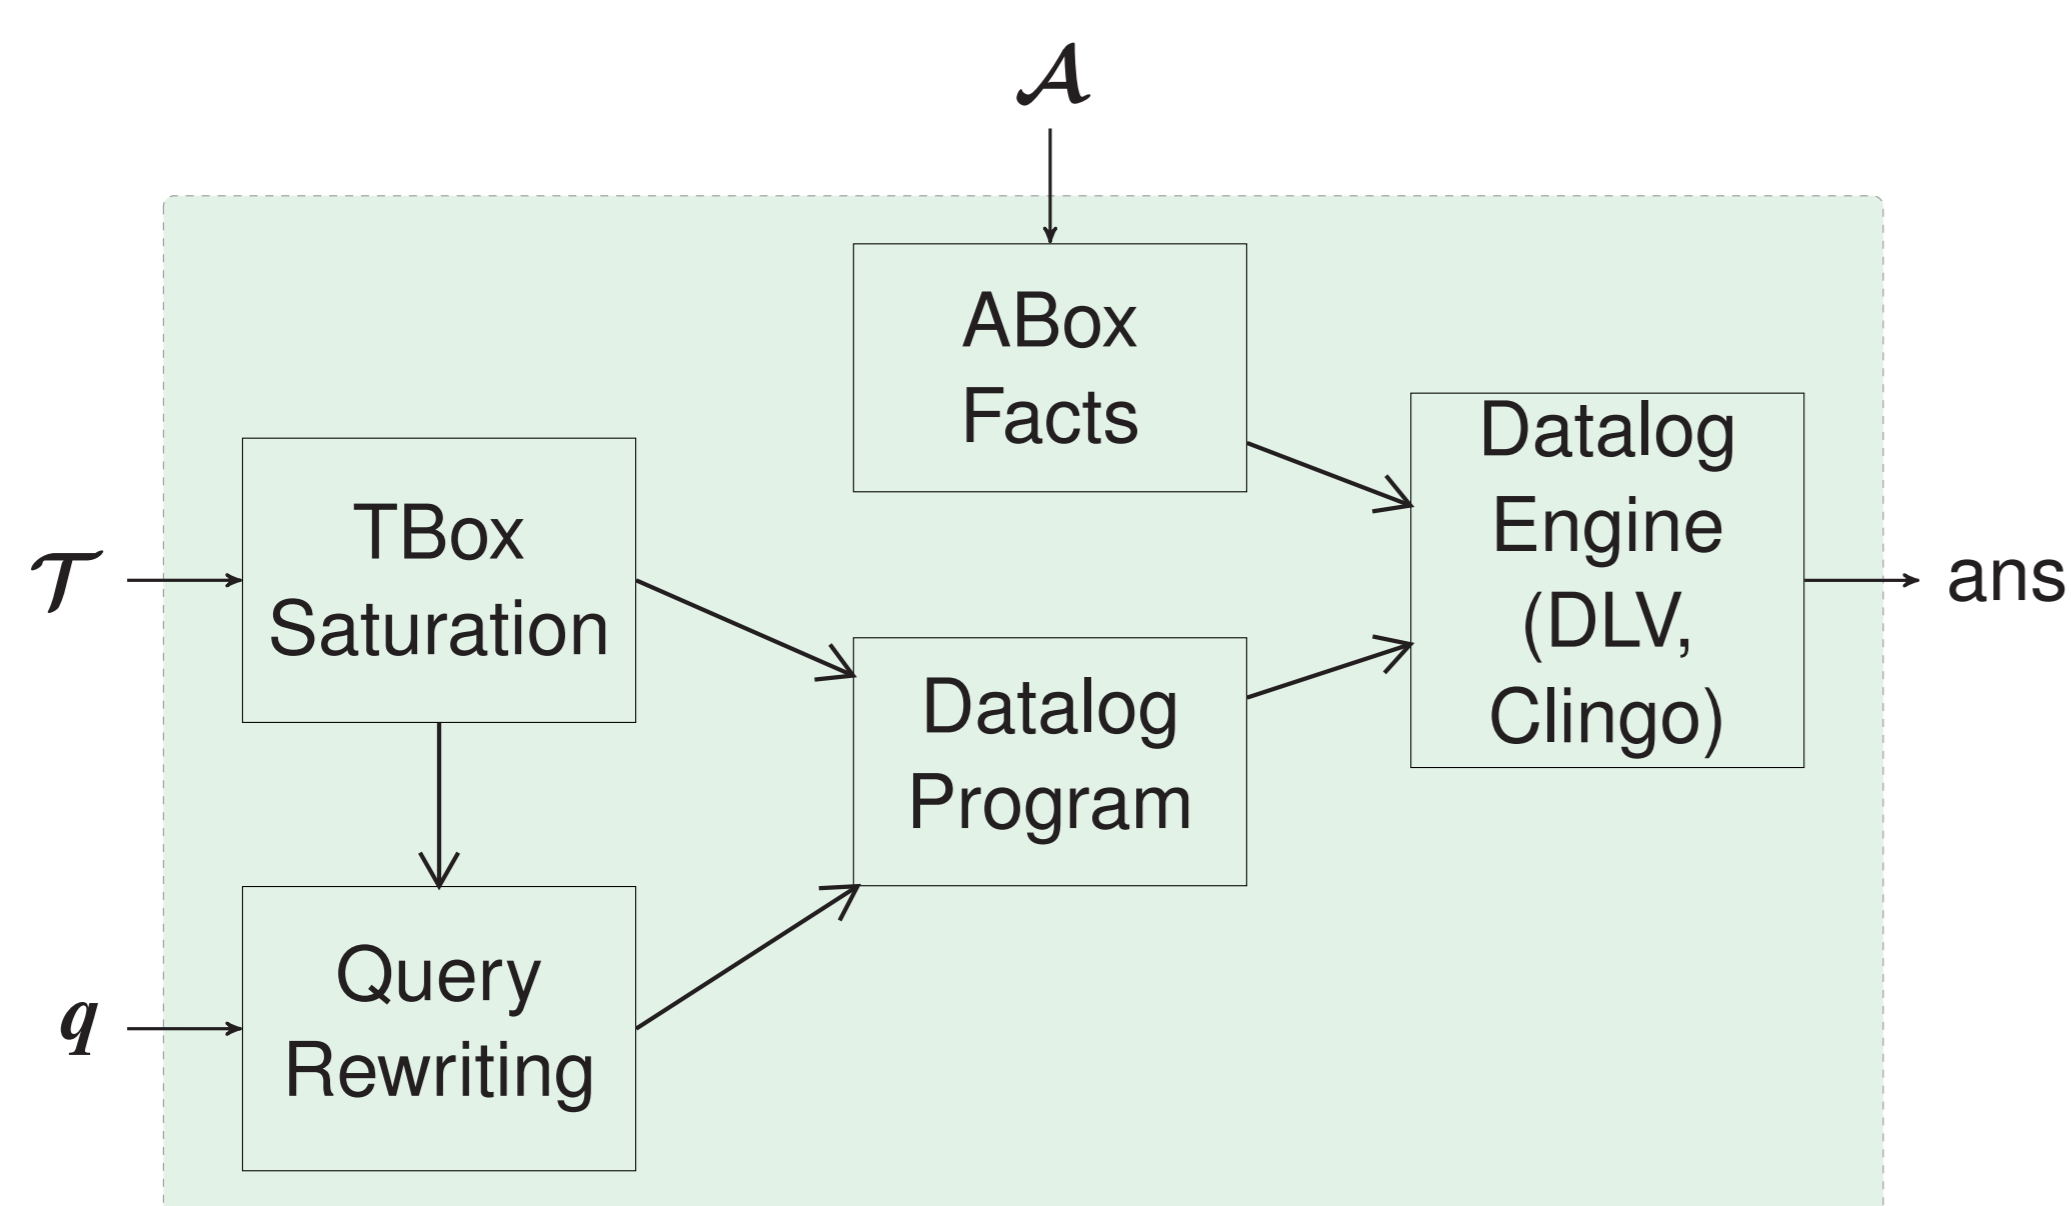 𝒜
ABox
Facts
Datalog
Engine
(DLV,
Clingo)
TBox
Saturation
𝒯
ans
Datalog
Program
Query
Rewriting
q